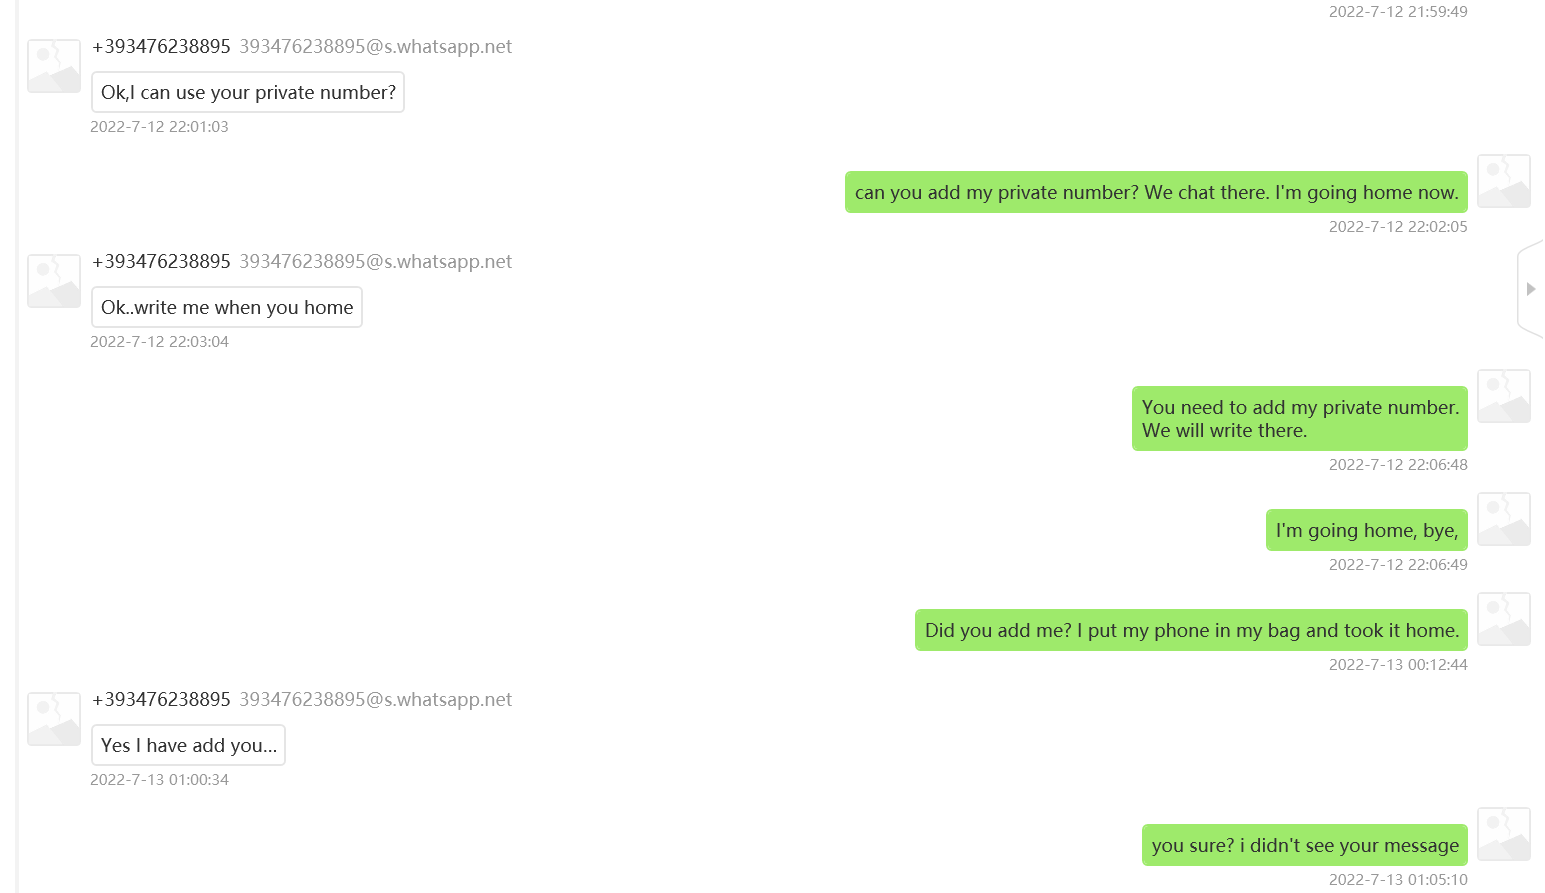 2022-7-12 21:59:49
+393476238895 393476238895@s.whatsapp.net
Ok,I can use your private number?
2022-7-12 22:01:03
can you add my private number? We chat there. I'm going home now.
2022-7-12 22:02:05
+393476238895 393476238895@s.whatsapp.net
Ok..write me when you home
2022-7-12 22:03:04
You need to add my private number.
We will write there.
2022-7-12 22:06:48
I'm going home, bye,
2022-7-12 22:06:49
Did you add me? I put my phone in my bag and took it home.
2022-7-13 00:12:44
+393476238895 393476238895@s.whatsapp.net
Yes I have add you...
2022-7-13 01:00:34
you sure? i didn't see your message
2022-7-13 01:05:10